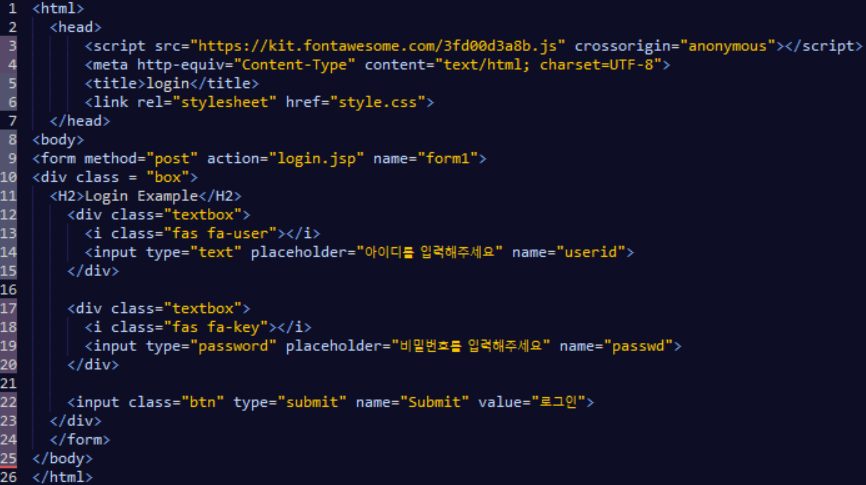 1 <html>
2 <head>
3 <script src="https://kit.fontawesome.com/3fd00d3a8b.js" crossorigin="anonymous"></script>
4 <meta http-equiv="Content-Type" content="text/html; charset=UTF-8">
5 <title>login</title>
6 <link rel="stylesheet" href="style.css">
7 </head>
8 <body>
9 <form method="post" action="login.jsp" name="form1">
10 <div class = "box">
11 <H2>Login Example</H2>
12 <div class="textbox">
13 <i class="fas fa-user"></i>
14 <input type="text" placeholder="아이디를 입력해주세요" name="userid">
15 </div>
16
17 <div class="textbox">
18 <i class="fas fa-key"></i>
19 <input type="password" placeholder="비밀번호를 입력해주세요" name="passwd">
20 </div>
21
22 <input class="btn" type="submit" name="Submit" value="로그인">
23 </div>
24 </form>
25 </body>
26 </html>